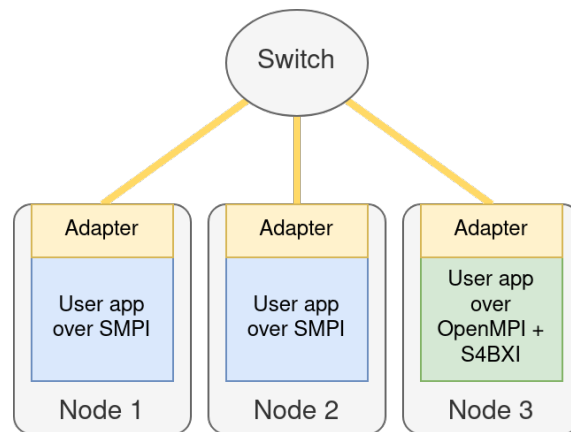 Switch
Adapter
Adapter
Adapter
User app
over SMPI
User app
over SMPI
User app
over
OpenMPI +
S4BXI
Node 1
Node 2
Node 3